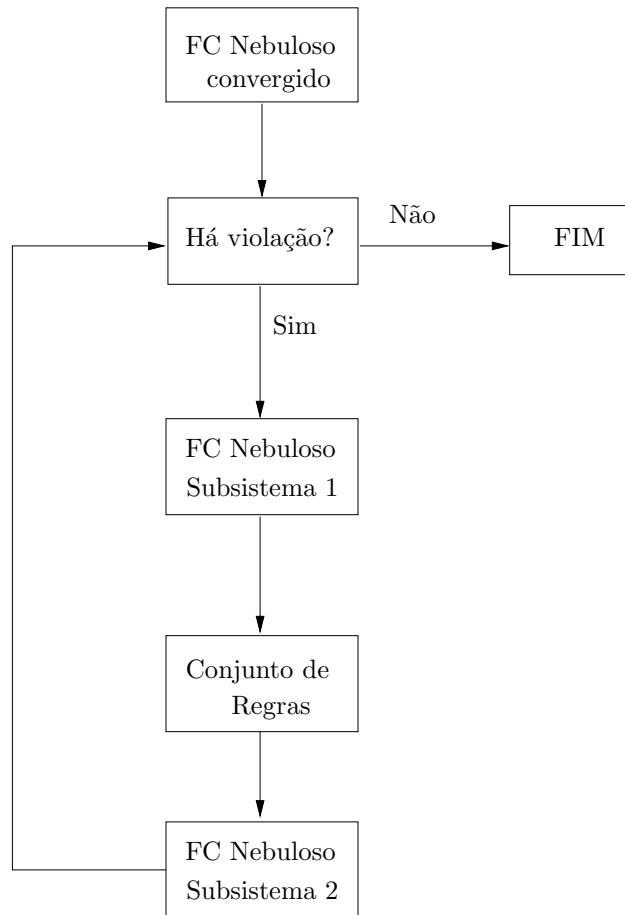 FC Nebuloso
convergido
Há violação?
Não
FIM
Sim
FC Nebuloso
Subsistema 1
Conjunto de
Regras
FC Nebuloso
Subsistema 2